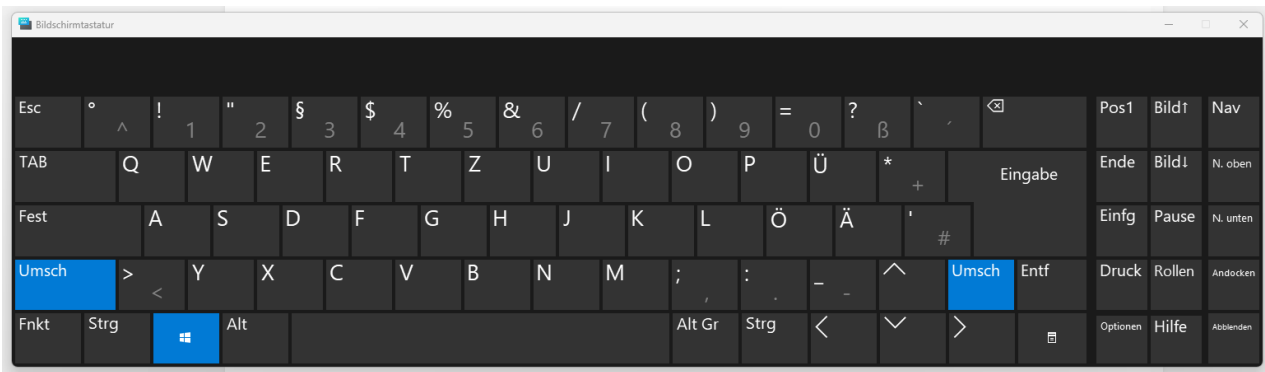 Bildschirmtastatur
Esc ° ^ ! 1 " 2 § 3 $ 4 % 5 & 6 / 7 ( 8 ) 9 = 0 ? ß ` ´ Pos1 Bild↑ Nav
TAB Q W E R T Z U I O P Ü * + Eingabe Ende Bild↓ N. oben
Fest A S D F G H J K L Ö Ä ' # Einfg Pause N. unten
Umsch > < Y X C V B N M ; , : . _ - Umsch Entf Druck Rollen Andocken
Fnkt Strg Alt Alt Gr Strg Optionen Hilfe Abblenden